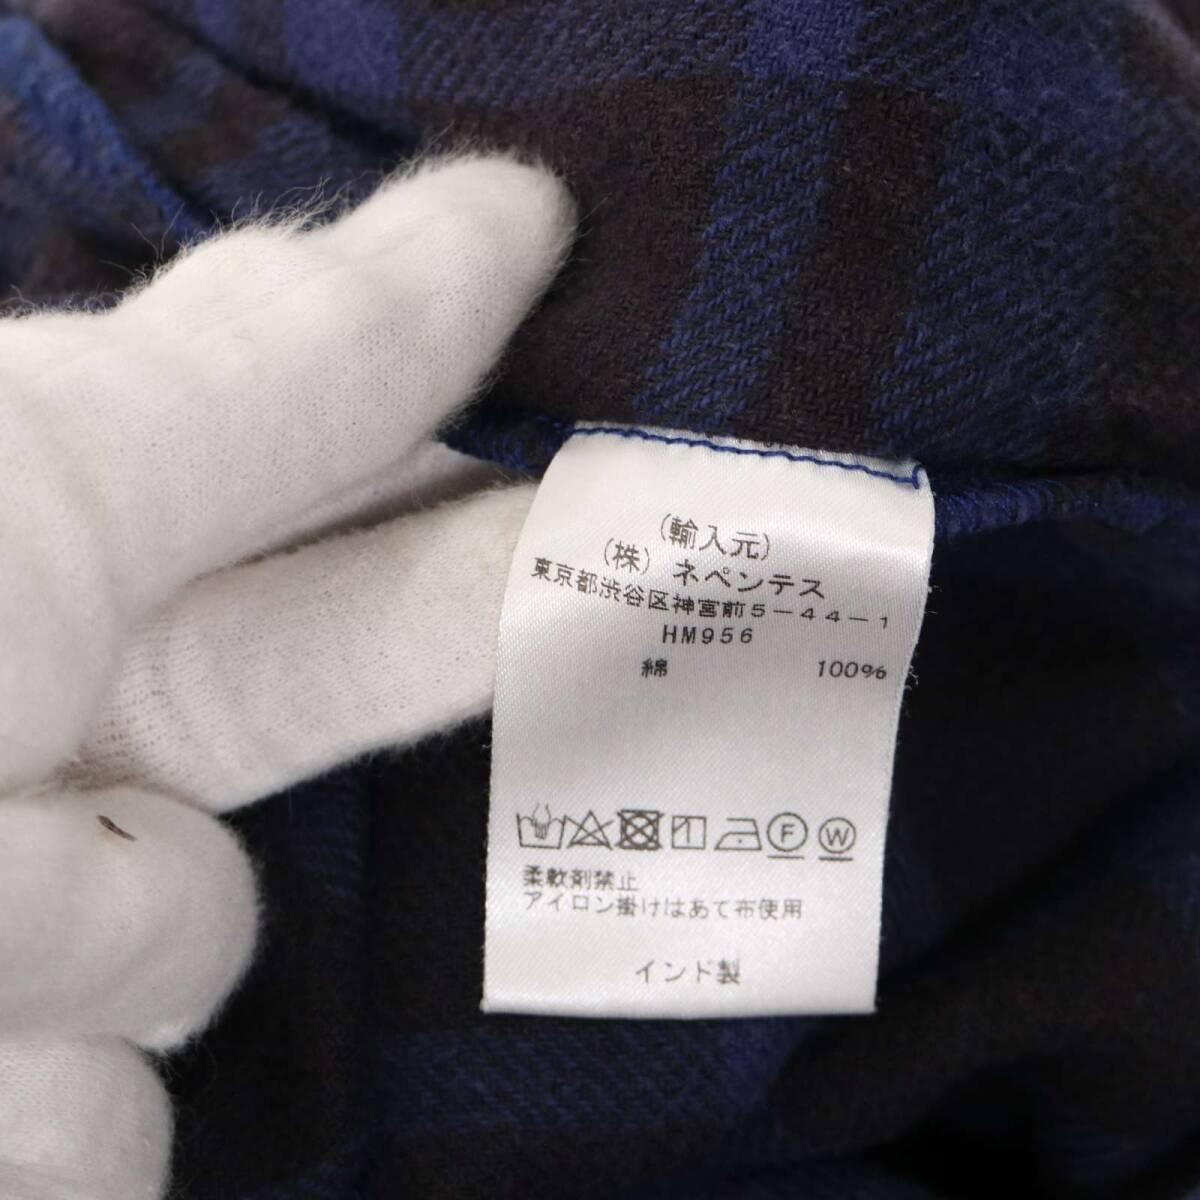 (輸入元)
(株) ネペンテス
東京都渋谷区神宮前5-44-1
HM956
綿 100%
F W
柔軟剤禁止
アイロン掛けはあて布使用
インド製